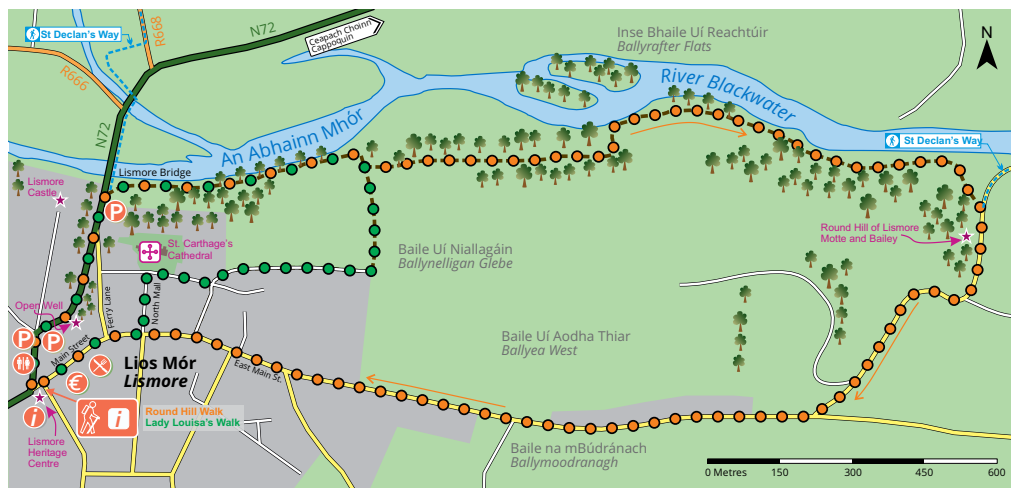 St Declan's Way
R668
N72
Ceapach Choinn
Cappoquin
Inse Bhaile Uí Reachtúir
Ballyrafter Flats
N
R666
N72
River Blackwater
An Abhainn Mhór
St Declan's Way
Lismore Bridge
Lismore
Castle
P
St. Carthage's
Cathedral
Round Hill of Lismore
Motte and Bailey
Baile Uí Niallagáin
Ballynelligan Glebe
Open Well
Ferry Lane
North Mall
P
P
Main Street
Baile Uí Aodha Thiar
Ballyea West
Lios Mór
Lismore
East Main St.
€
i
i
Round Hill Walk
Lady Louisa's Walk
Lismore
Heritage
Centre
Baile na mBúdránach
Ballymoodranagh
0 Metres 150 300 450 600